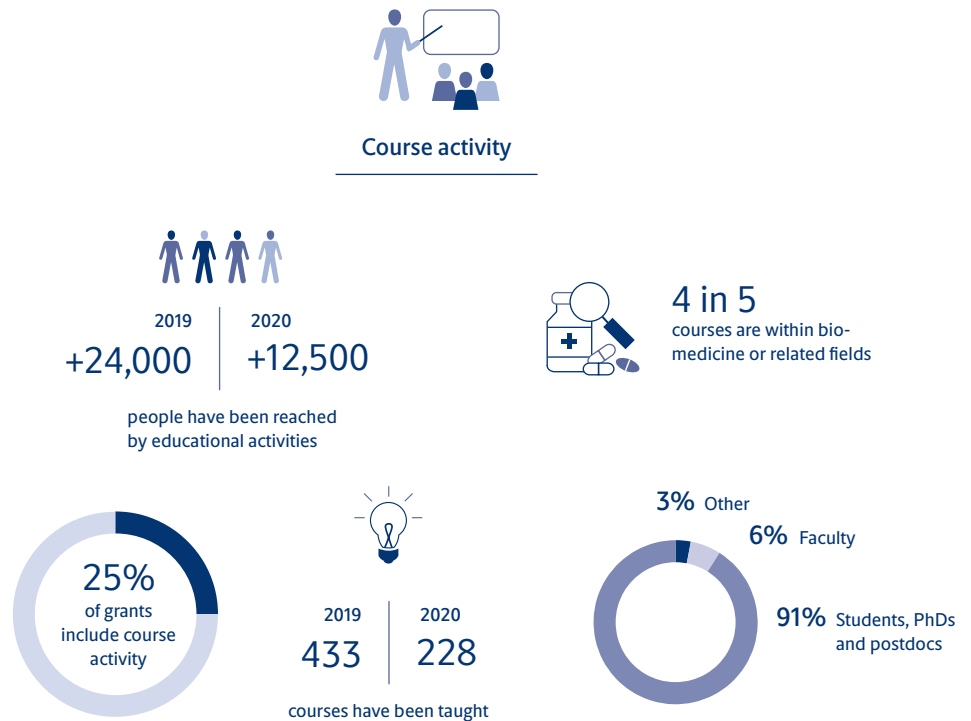 Course activity
2019
2020
+24,000
+12,500
people have been reached
by educational activities
4 in 5
courses are within bio-
medicine or related fields
25%
of grants
include course
activity
2019
2020
433
228
courses have been taught
3% Other
6% Faculty
91% Students, PhDs
and postdocs